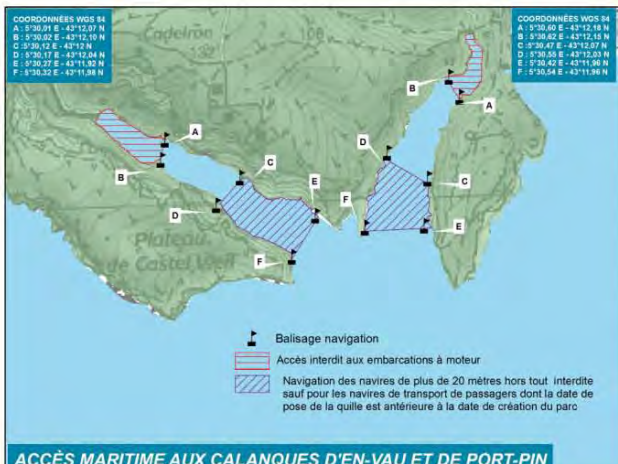 COORDONNÉES WGS 84
A : 5°30,01 E - 43°12,07 N
B : 5°30,02 E - 43°12,10 N
C : 5°30,12 E - 43°12 N
D : 5°30,17 E - 43°12,04 N
E : 5°30,27 E - 43°11,92 N
F : 5°30,32 E - 43°11,98 N
COORDONNÉES WGS 84
A : 5°30,60 E - 43°12,16 N
B : 5°30,62 E - 43°12,15 N
C : 5°30,47 E - 43°12,07 N
D : 5°30,55 E - 43°12,03 N
E : 5°30,42 E - 43°11,96 N
F : 5°30,54 E - 43°11,96 N
Cadeiron
B
A
A
D
B
C
C
E
F
D
E
Plateau
de Castel Vieil
F
Balisage navigation
Accès interdit aux embarcations à moteur
Navigation des navires de plus de 20 mètres hors tout interdite
sauf pour les navires de transport de passagers dont la date de
pose de la quille est antérieure à la date de création du parc
ACCÈS MARITIME AUX CALANQUES D'EN-VAU ET DE PORT-PIN